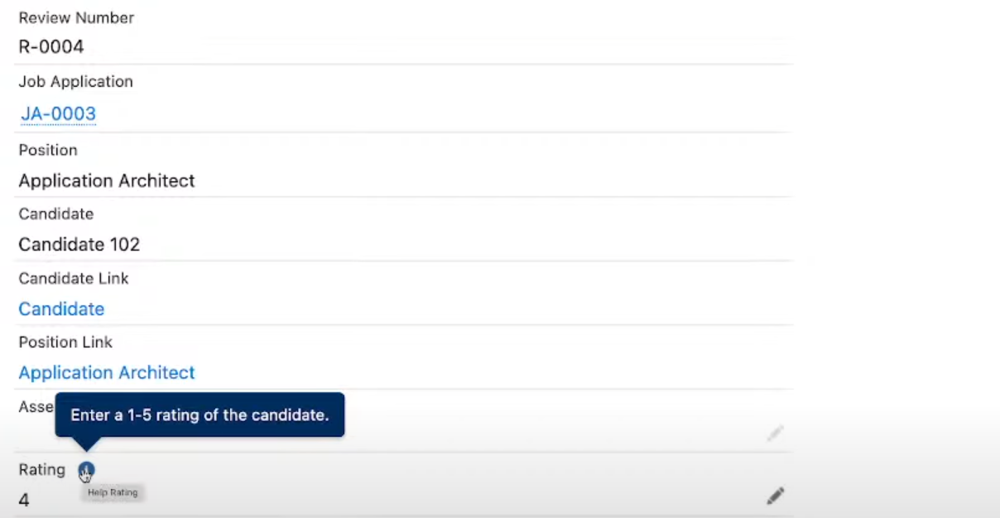 Review Number
R-0004
Job Application
JA-0003
Position
Application Architect
Candidate
Candidate 102
Candidate Link
Candidate
Position Link
Application Architect
Asse
Enter a 1-5 rating of the candidate.
Rating
Help Rating
4